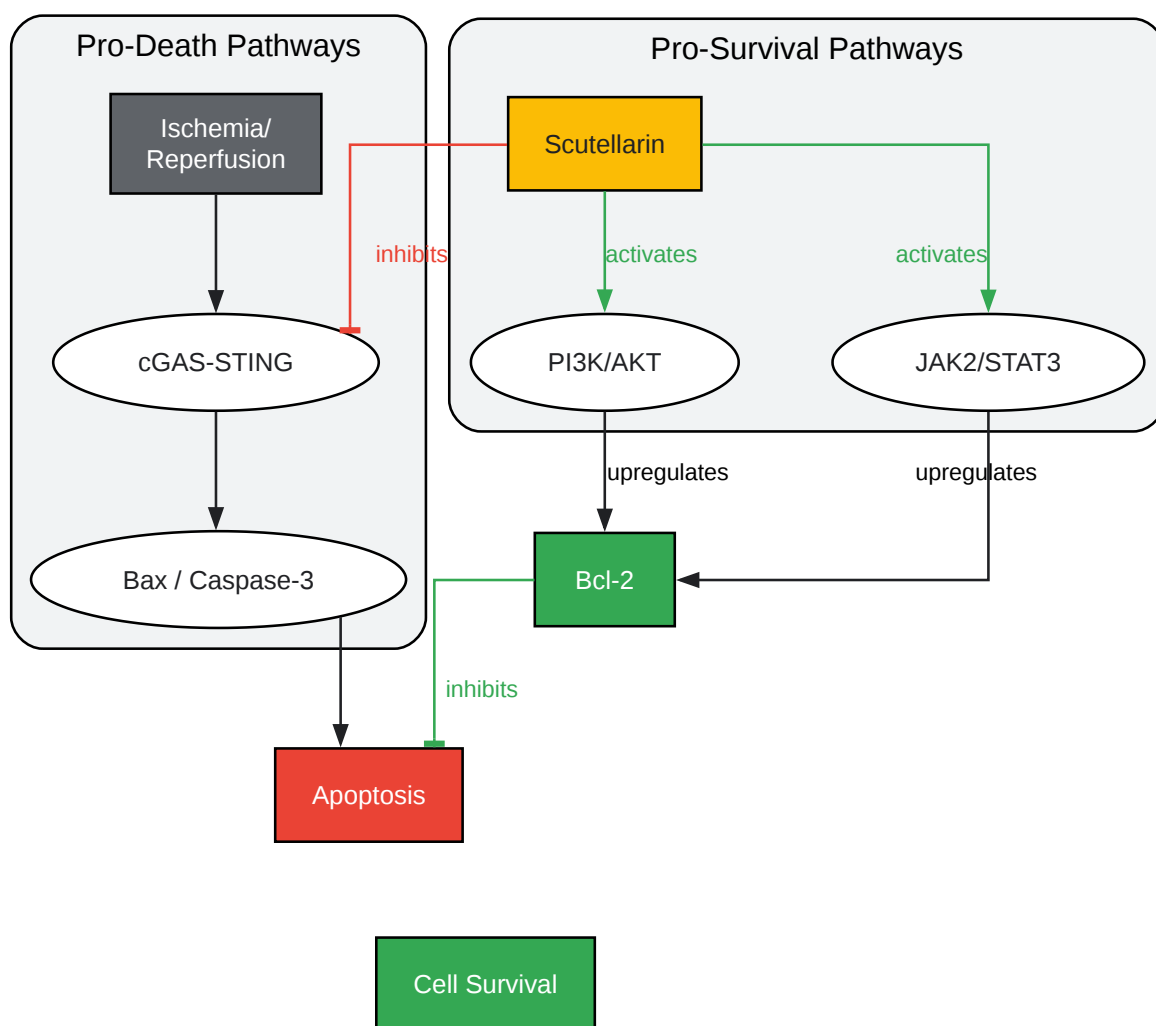 Pro-Death Pathways
Pro-Survival Pathways
Ischemia/
Reperfusion
Scutellarin
inhibits
activates
activates
cGAS-STING
PI3K/AKT
JAK2/STAT3
upregulates
upregulates
Bax / Caspase-3
Bcl-2
inhibits
Apoptosis
Cell Survival